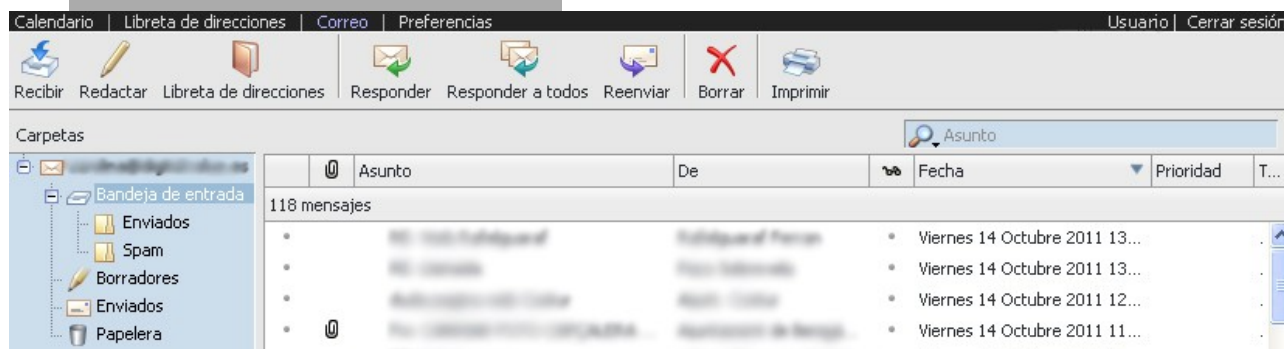 Calendario | Libreta de direcciones | Correo | Preferencias Usuario | Cerrar sesión
Recibir Redactar Libreta de direcciones Responder Responder a todos Reenviar Borrar Imprimir
Carpetas Asunto
Asunto De Fecha Prioridad T...
Bandeja de entrada 118 mensajes
Enviados Viernes 14 Octubre 2011 13...
Spam Viernes 14 Octubre 2011 13...
Borradores
Enviados Viernes 14 Octubre 2011 12...
Papelera Viernes 14 Octubre 2011 11...